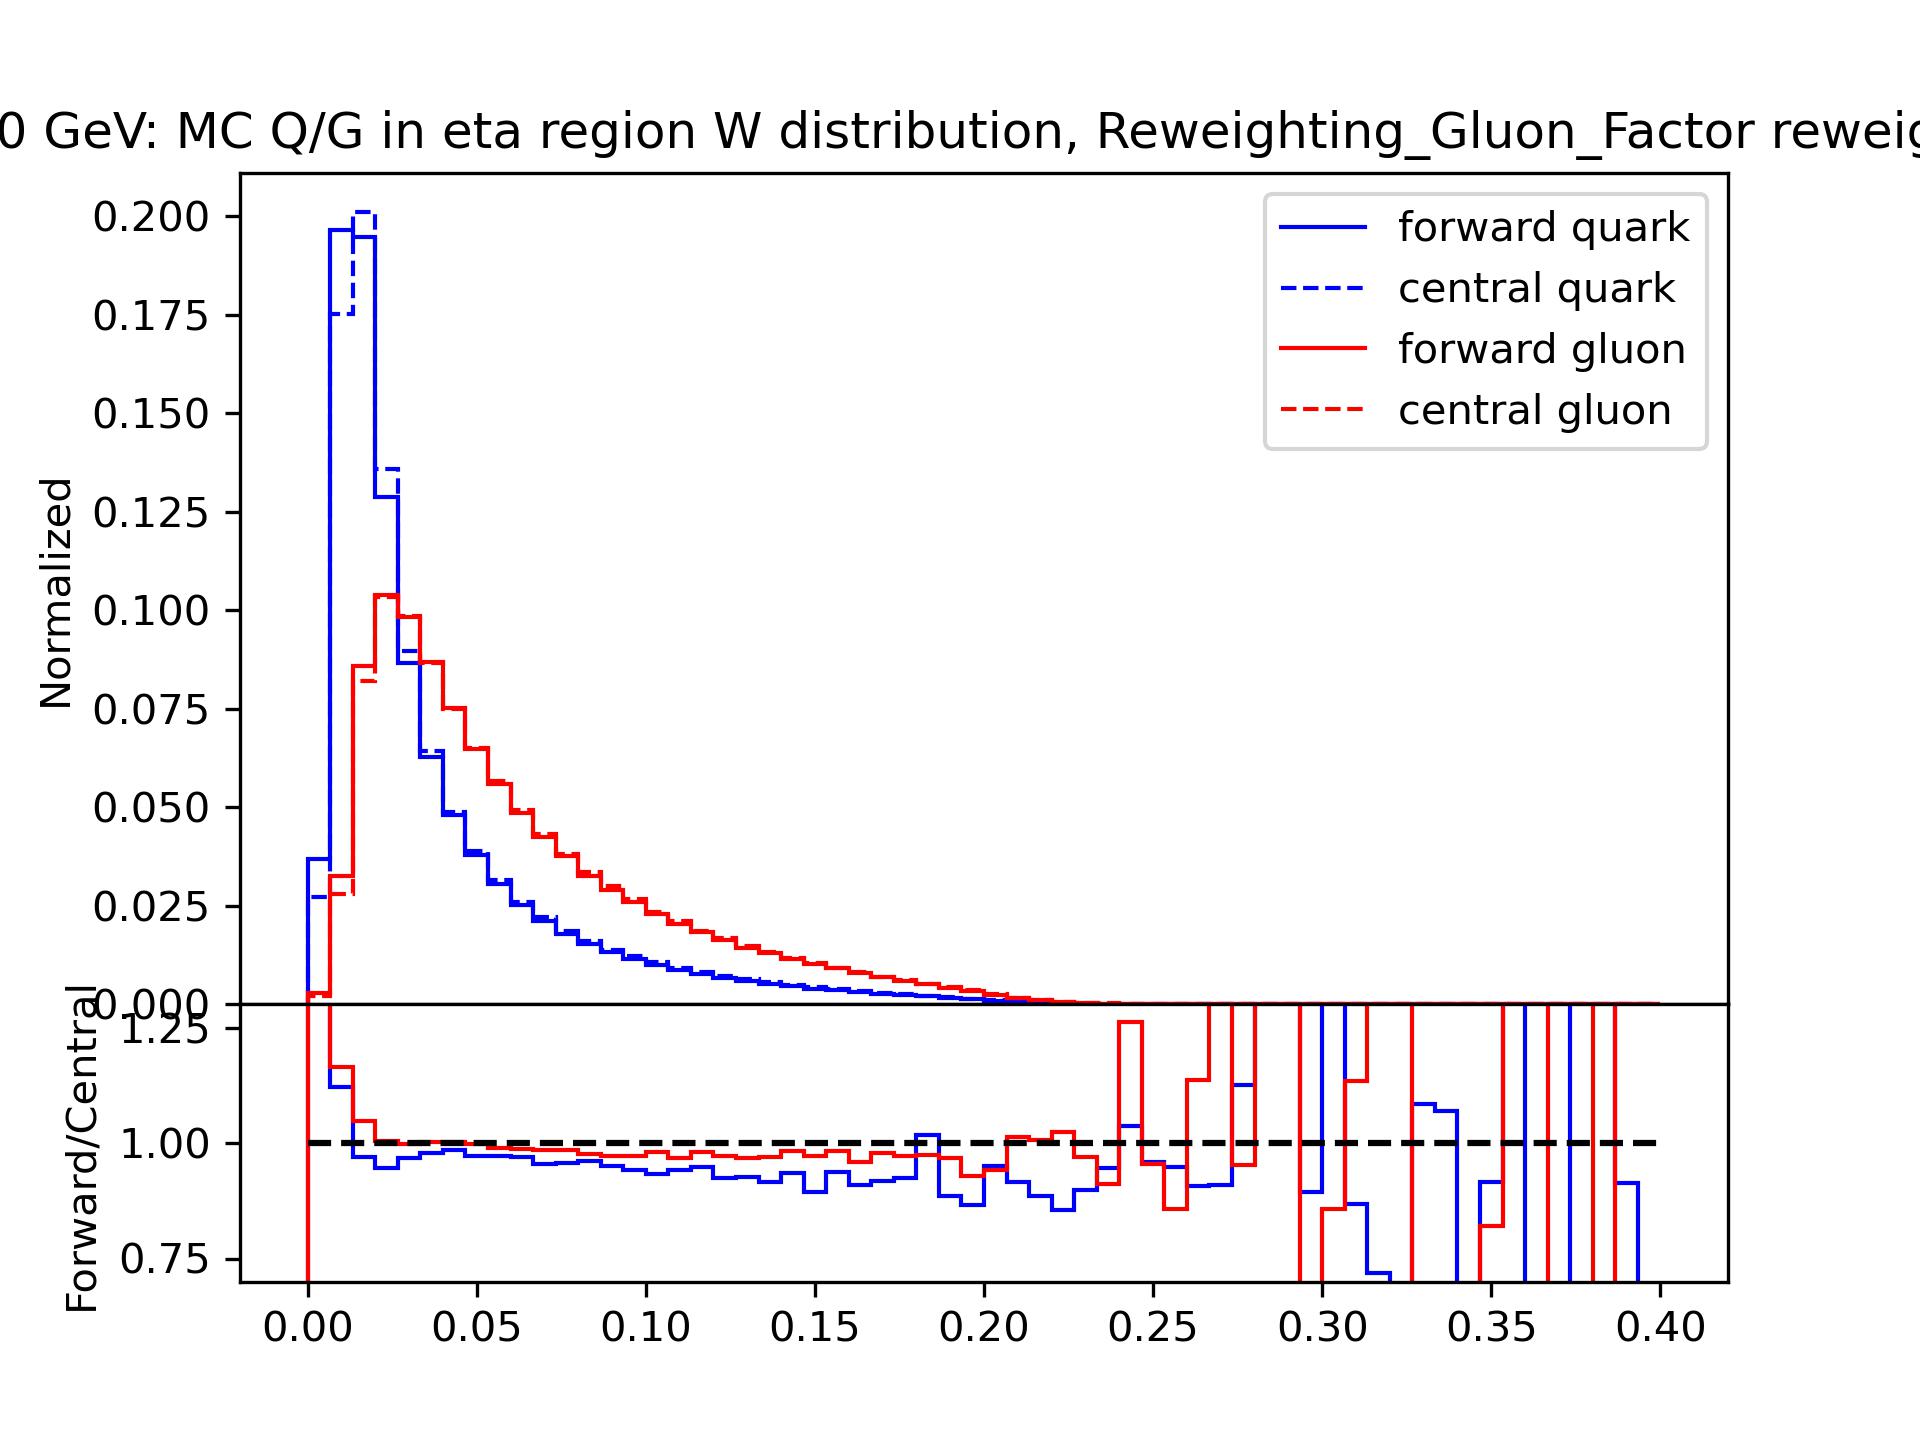 0 GeV: MC Q/G in eta region W distribution, Reweighting_Gluon_Factor reweig
forward quark
central quark
forward gluon
central gluon
Normalized
0.200
0.175
0.150
0.125
0.100
0.075
0.050
0.025
0.000
Forward/Central
1.25
1.00
0.75
0.00 0.05 0.10 0.15 0.20 0.25 0.30 0.35 0.40